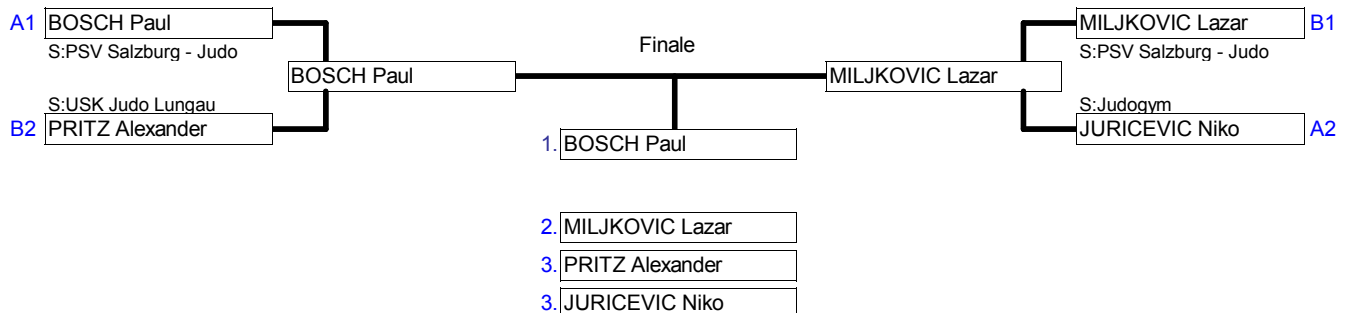 A1 BOSCH Paul
S:PSV Salzburg - Judo
BOSCH Paul
S:USK Judo Lungau
B2 PRITZ Alexander
Finale
1. BOSCH Paul
MILJKOVIC Lazar B1
S:PSV Salzburg - Judo
MILJKOVIC Lazar
S:Judogym
JURICEVIC Niko A2
2. MILJKOVIC Lazar
3. PRITZ Alexander
3. JURICEVIC Niko